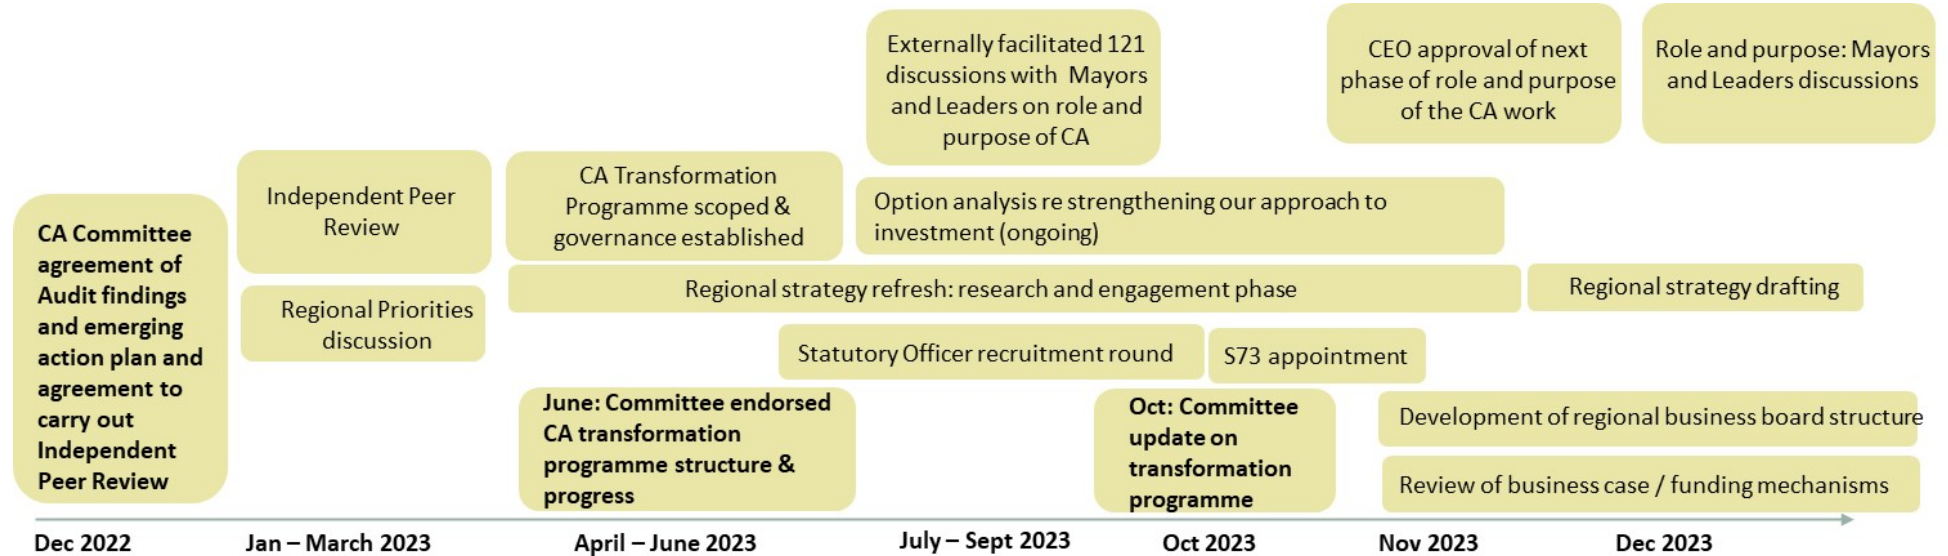 CA Committee
agreement of
Audit findings
and emerging
action plan and
agreement to
carry out
Independent
Peer Review
Independent Peer
Review
Regional Priorities
discussion
CA Transformation
Programme scoped &
governance established
Externally facilitated 121
discussions with Mayors
and Leaders on role and
purpose of CA
CEO approval of next
phase of role and purpose
of the CA work
Role and purpose: Mayors
and Leaders discussions
Option analysis re strengthening our approach to
investment (ongoing)
Regional strategy refresh: research and engagement phase
Regional strategy drafting
Statutory Officer recruitment round
S73 appointment
June: Committee endorsed
CA transformation
programme structure &
progress
Oct: Committee
update on
transformation
programme
Development of regional business board structure
Review of business case / funding mechanisms
Dec 2022
Jan – March 2023
April – June 2023
July – Sept 2023
Oct 2023
Nov 2023
Dec 2023